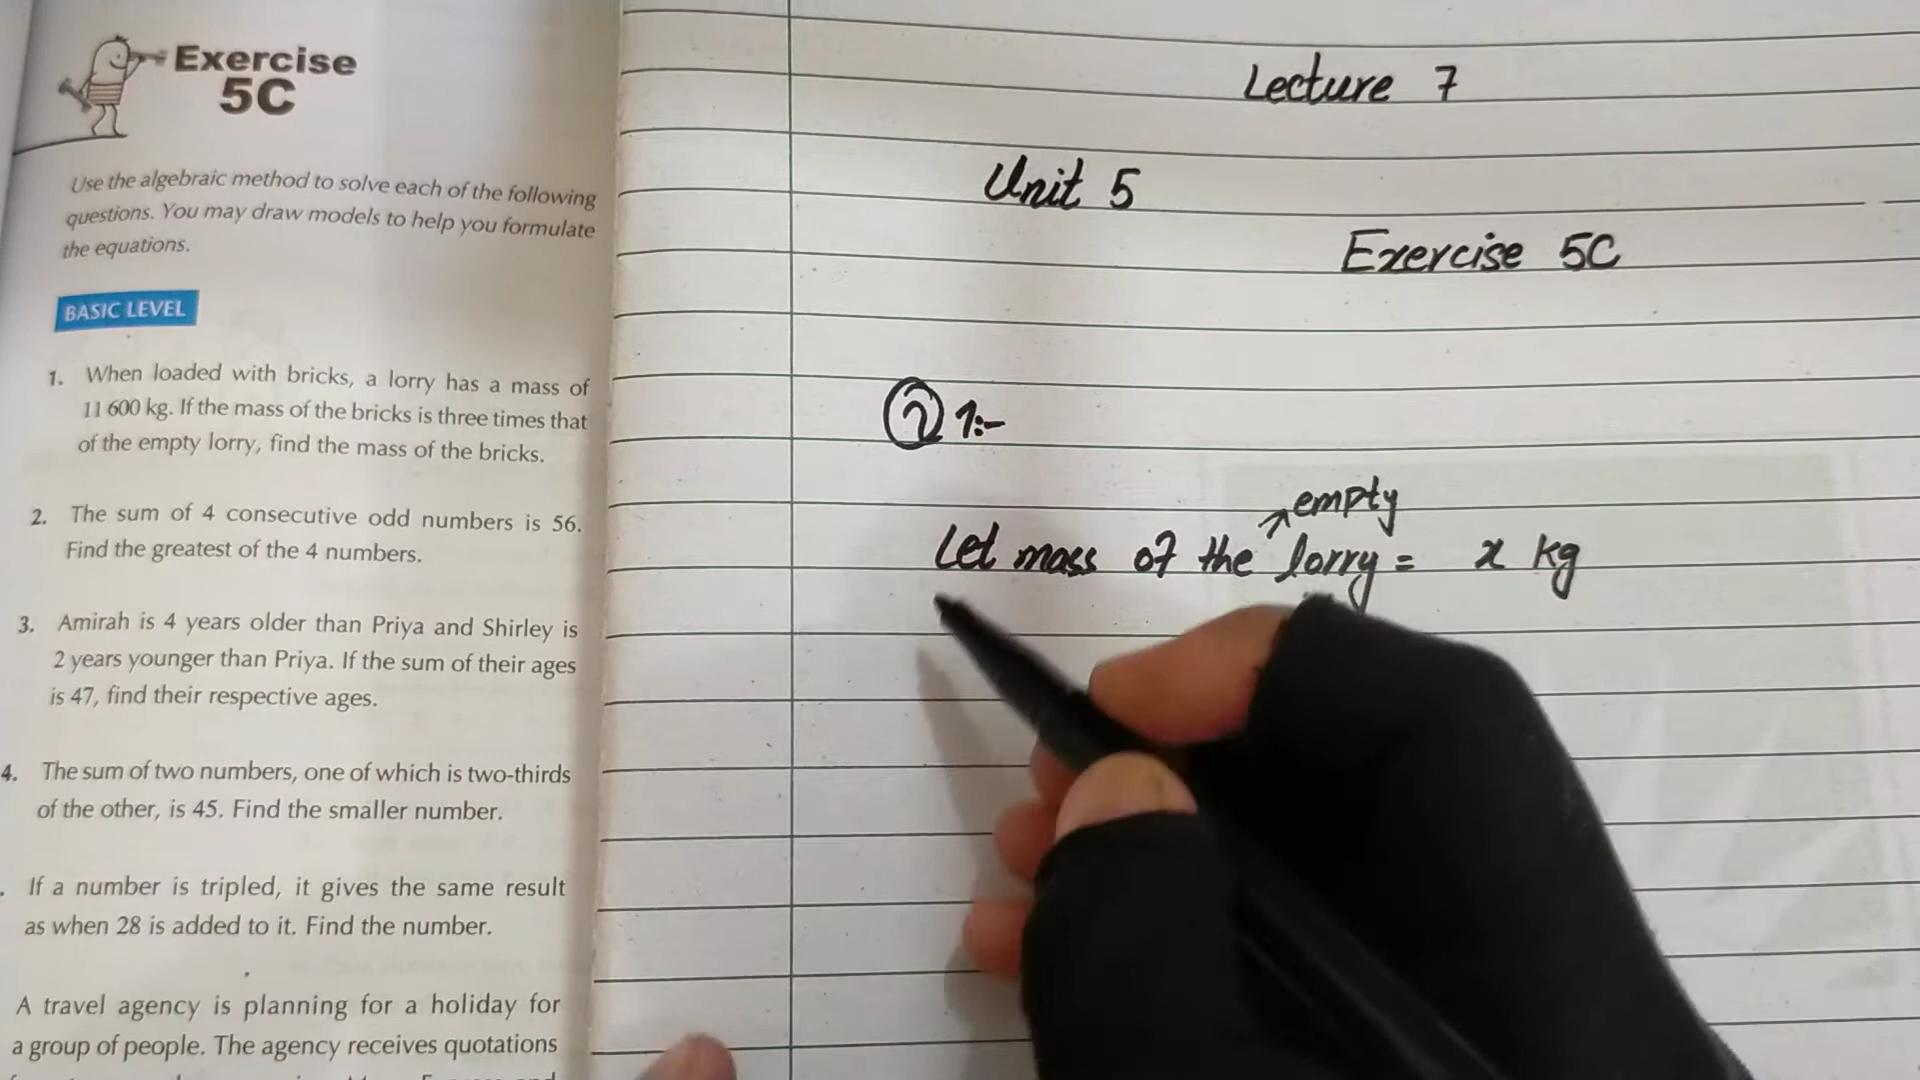 Exercise
5C
Use the algebraic method to solve each of the following
questions. You may draw models to help you formulate
the equations.
BASIC LEVEL
1. When loaded with bricks, a lorry has a mass of
11 600 kg. If the mass of the bricks is three times that
of the empty lorry, find the mass of the bricks.
2. The sum of 4 consecutive odd numbers is 56.
Find the greatest of the 4 numbers.
3. Amirah is 4 years older than Priya and Shirley is
2 years younger than Priya. If the sum of their ages
is 47, find their respective ages.
4. The sum of two numbers, one of which is two-thirds
of the other, is 45. Find the smaller number.
. If a number is tripled, it gives the same result
as when 28 is added to it. Find the number.
A travel agency is planning for a holiday for
a group of people. The agency receives quotations
Lecture 7
Unit 5
Exercise 5C
1:-
empty
Let mass of the lorry = x kg